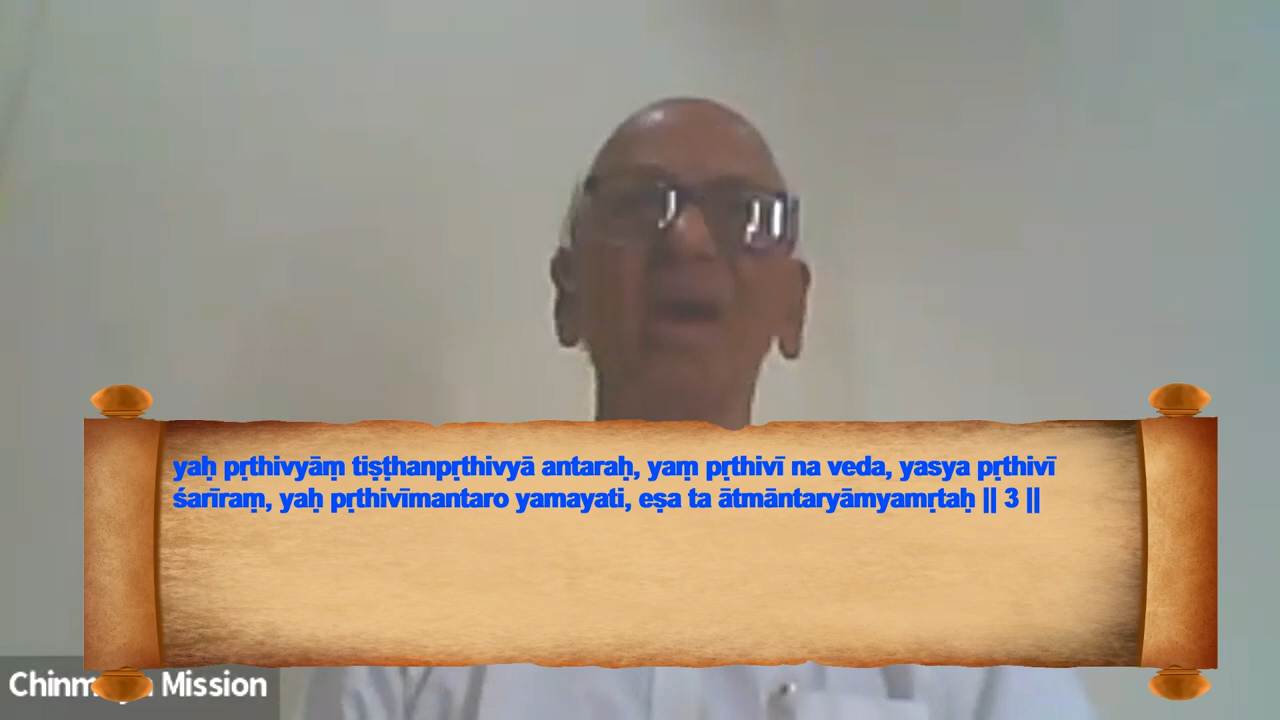 yaḥ pṛthivyāṃ tiṣṭhanpṛthivyā antaraḥ, yaṃ pṛthivī na veda, yasya pṛthivī
śarīraṃ, yaḥ pṛthivīmantaro yamayati, eṣa ta ātmāntaryāmyamṛtaḥ || 3 ||
Mission